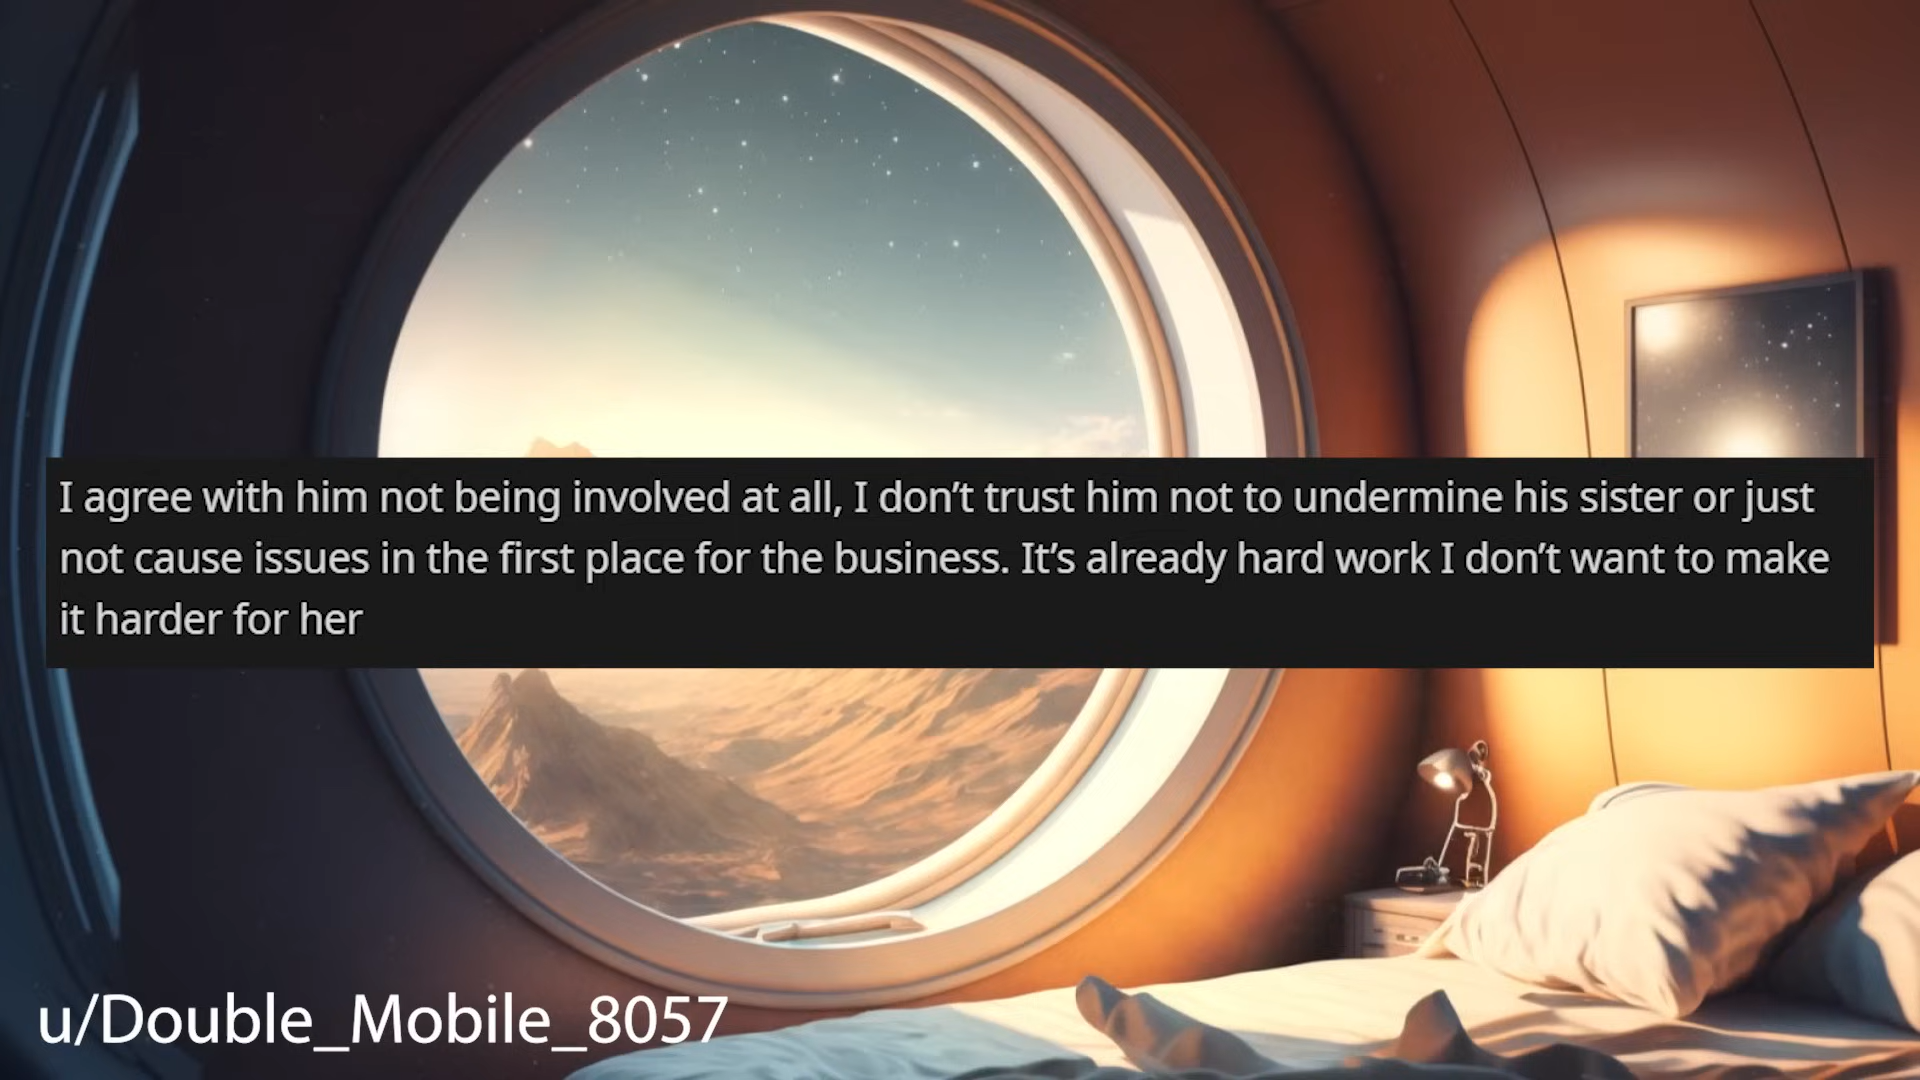 I agree with him not being involved at all, I don’t trust him not to undermine his sister or just
not cause issues in the first place for the business. It’s already hard work I don’t want to make
it harder for her
u/Double_Mobile_8057